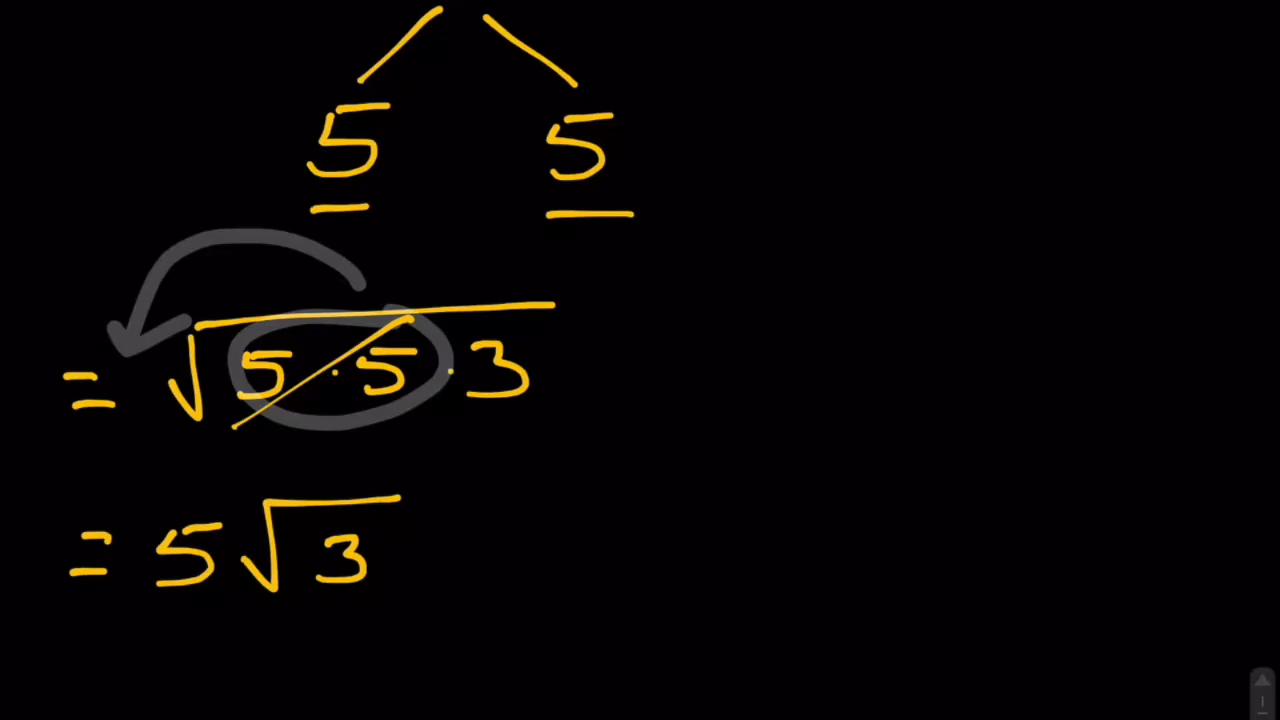 5 5
= √5 · 5 · 3
= 5√3